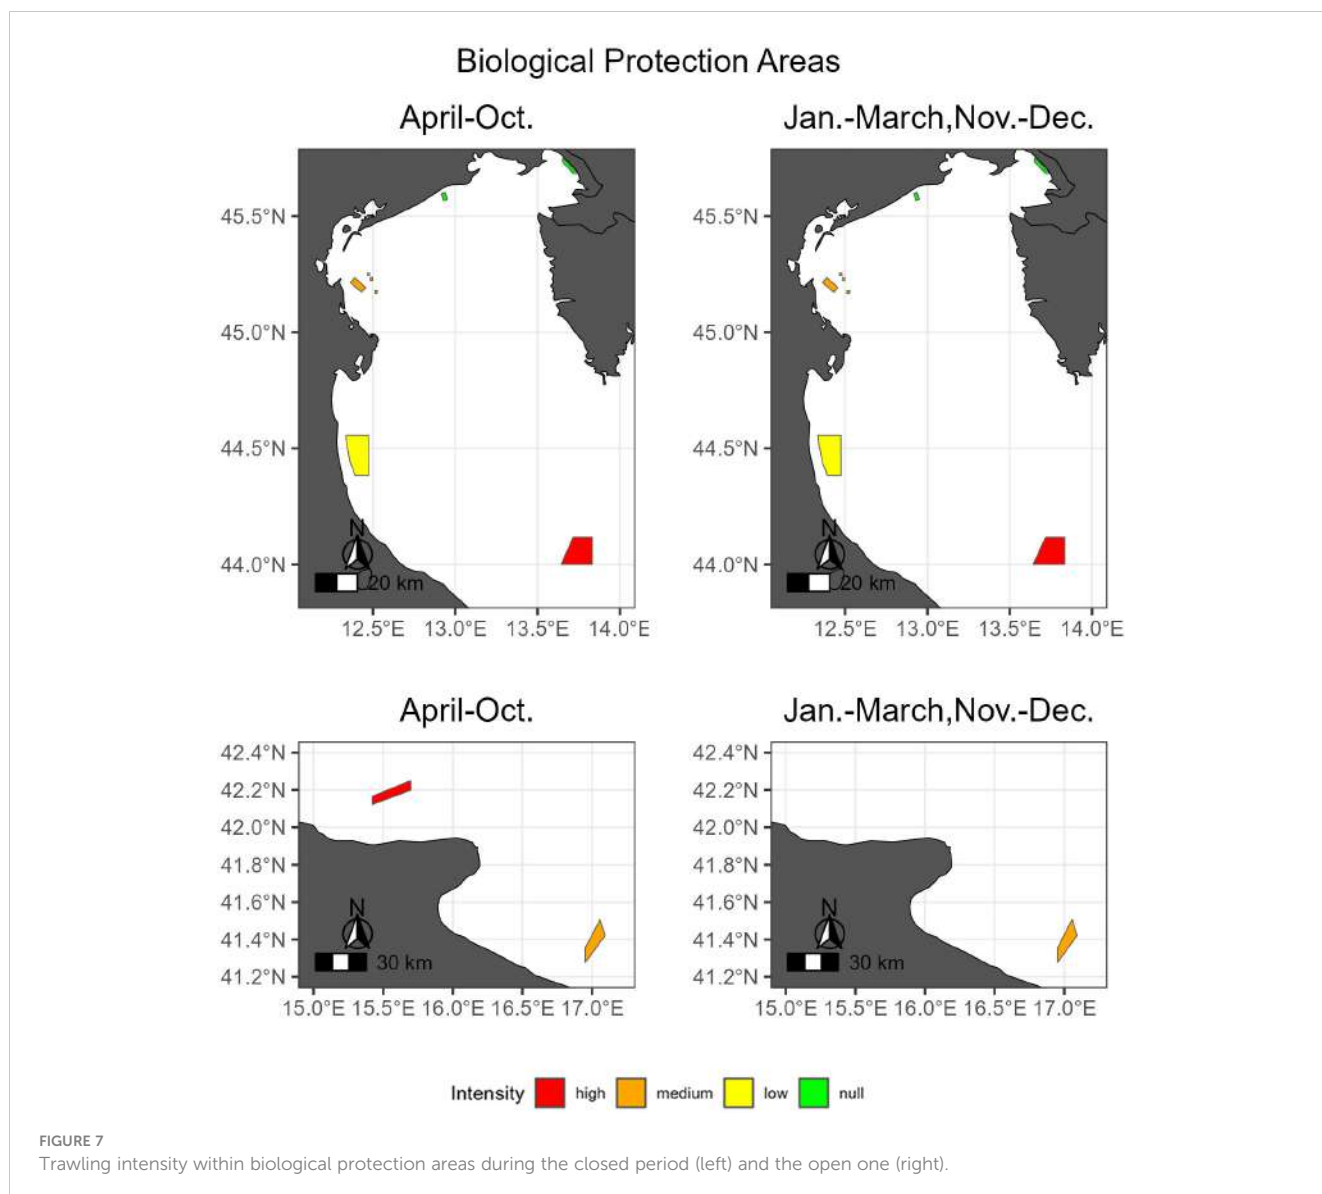 Biological Protection Areas
April-Oct.
Jan.-March,Nov.-Dec.
45.5°N
45.0°N
44.5°N
44.0°N
N
20 km
12.5°E 13.0°E 13.5°E 14.0°E
45.5°N
45.0°N
44.5°N
44.0°N
N
20 km
12.5°E 13.0°E 13.5°E 14.0°E
April-Oct.
Jan.-March,Nov.-Dec.
42.4°N
42.2°N
42.0°N
41.8°N
41.6°N
41.4°N
41.2°N
N
30 km
15.0°E 15.5°E 16.0°E 16.5°E 17.0°E
42.4°N
42.2°N
42.0°N
41.8°N
41.6°N
41.4°N
41.2°N
N
30 km
15.0°E 15.5°E 16.0°E 16.5°E 17.0°E
Intensity high medium low null
FIGURE 7
Trawling intensity within biological protection areas during the closed period (left) and the open one (right).